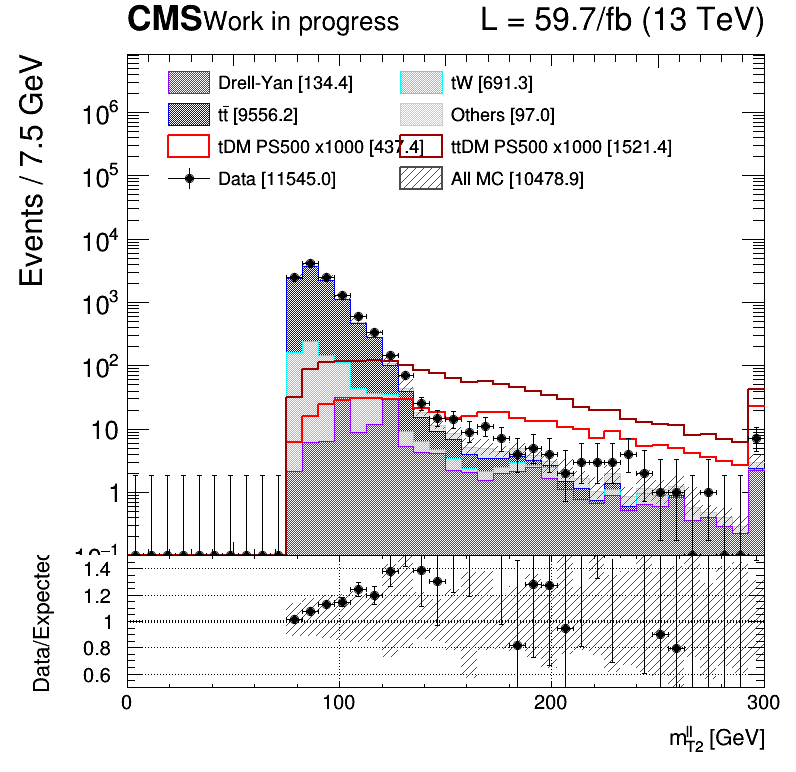 CMS Work in progress L = 59.7/fb (13 TeV)
Events / 7.5 GeV
Drell-Yan [134.4] tW [691.3]
tt̄ [9556.2] Others [97.0]
tDM PS500 x1000 [437.4] ttDM PS500 x1000 [1521.4]
Data [11545.0] All MC [10478.9]
10⁶
10⁵
10⁴
10³
10²
10
1
10⁻¹
Data/Expected
1.4
1.2
1
0.8
0.6
0 100 200 300
m_{T2}^{ll} [GeV]